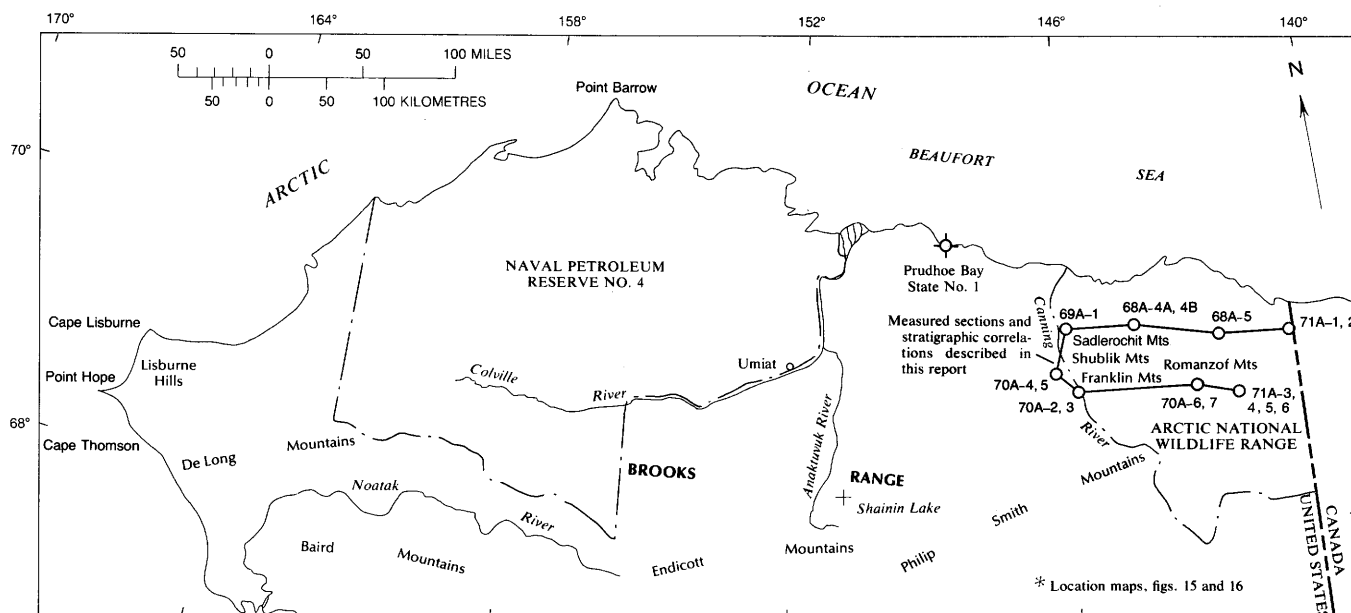 170°
164°
158°
152°
146°
140°
50 0 50 100 MILES
50 0 50 100 KILOMETRES
Point Barrow
OCEAN
N
70°
ARCTIC
BEAUFORT
SEA
NAVAL PETROLEUM
RESERVE NO. 4
Prudhoe Bay
State No. 1
Canning
69A-1
68A-4A, 4B
68A-5
71A-1, 2
Cape Lisburne
Lisburne
Hills
Measured sections and
stratigraphic correla-
tions described in
this report
Sadlerochit Mts
Shublik Mts
Franklin Mts
Romanzof Mts
Umiat
Point Hope
Colville
River
70A-4, 5
70A-2, 3
70A-6, 7
71A-3,
4, 5, 6
68°
Cape Thomson
River
ARCTIC NATIONAL
WILDLIFE RANGE
De Long
Mountains
BROOKS
Anaktuvuk River
RANGE
Mountains
Noatak
River
Shainin Lake
Smith
Baird
Mountains
Endicott
Mountains
Philip
CANADA
UNITED STATE
* Location maps, figs. 15 and 16